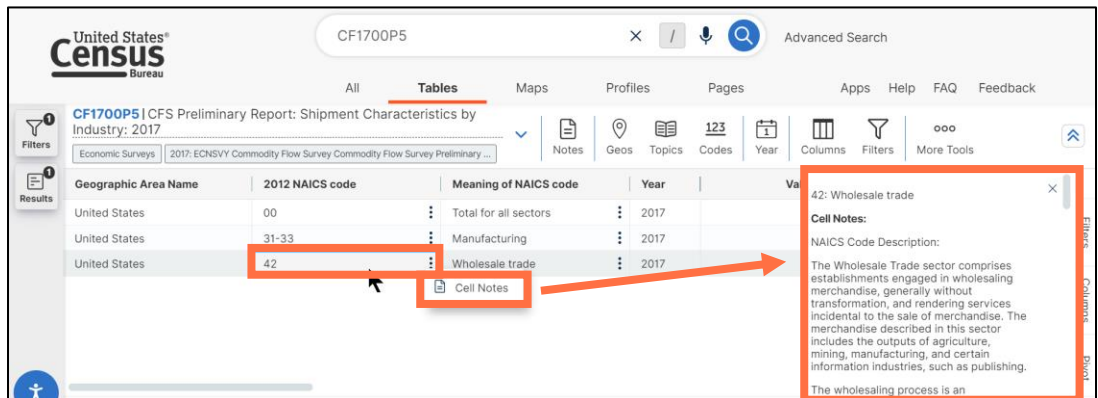 United States®
Census
Bureau
CF1700P5
/
Advanced Search
All Tables Maps Profiles Pages Apps Help FAQ Feedback
0
Filters
CF1700P5 | CFS Preliminary Report: Shipment Characteristics by
Industry: 2017
Economic Surveys 2017: ECNSVY Commodity Flow Survey Commodity Flow Survey Preliminary ...
Notes Geos Topics 123 Codes 1 Year Columns Filters More Tools
0
Results
Geographic Area Name 2012 NAICS code Meaning of NAICS code Year Val
United States 00 Total for all sectors 2017
United States 31-33 Manufacturing 2017
United States 42 Wholesale trade 2017
Cell Notes
42: Wholesale trade
Cell Notes:
NAICS Code Description:
The Wholesale Trade sector comprises
establishments engaged in wholesaling
merchandise, generally without
transformation, and rendering services
incidental to the sale of merchandise. The
merchandise described in this sector
includes the outputs of agriculture,
mining, manufacturing, and certain
information industries, such as publishing.
The wholesaling process is an
Filters
Columns
Pivot